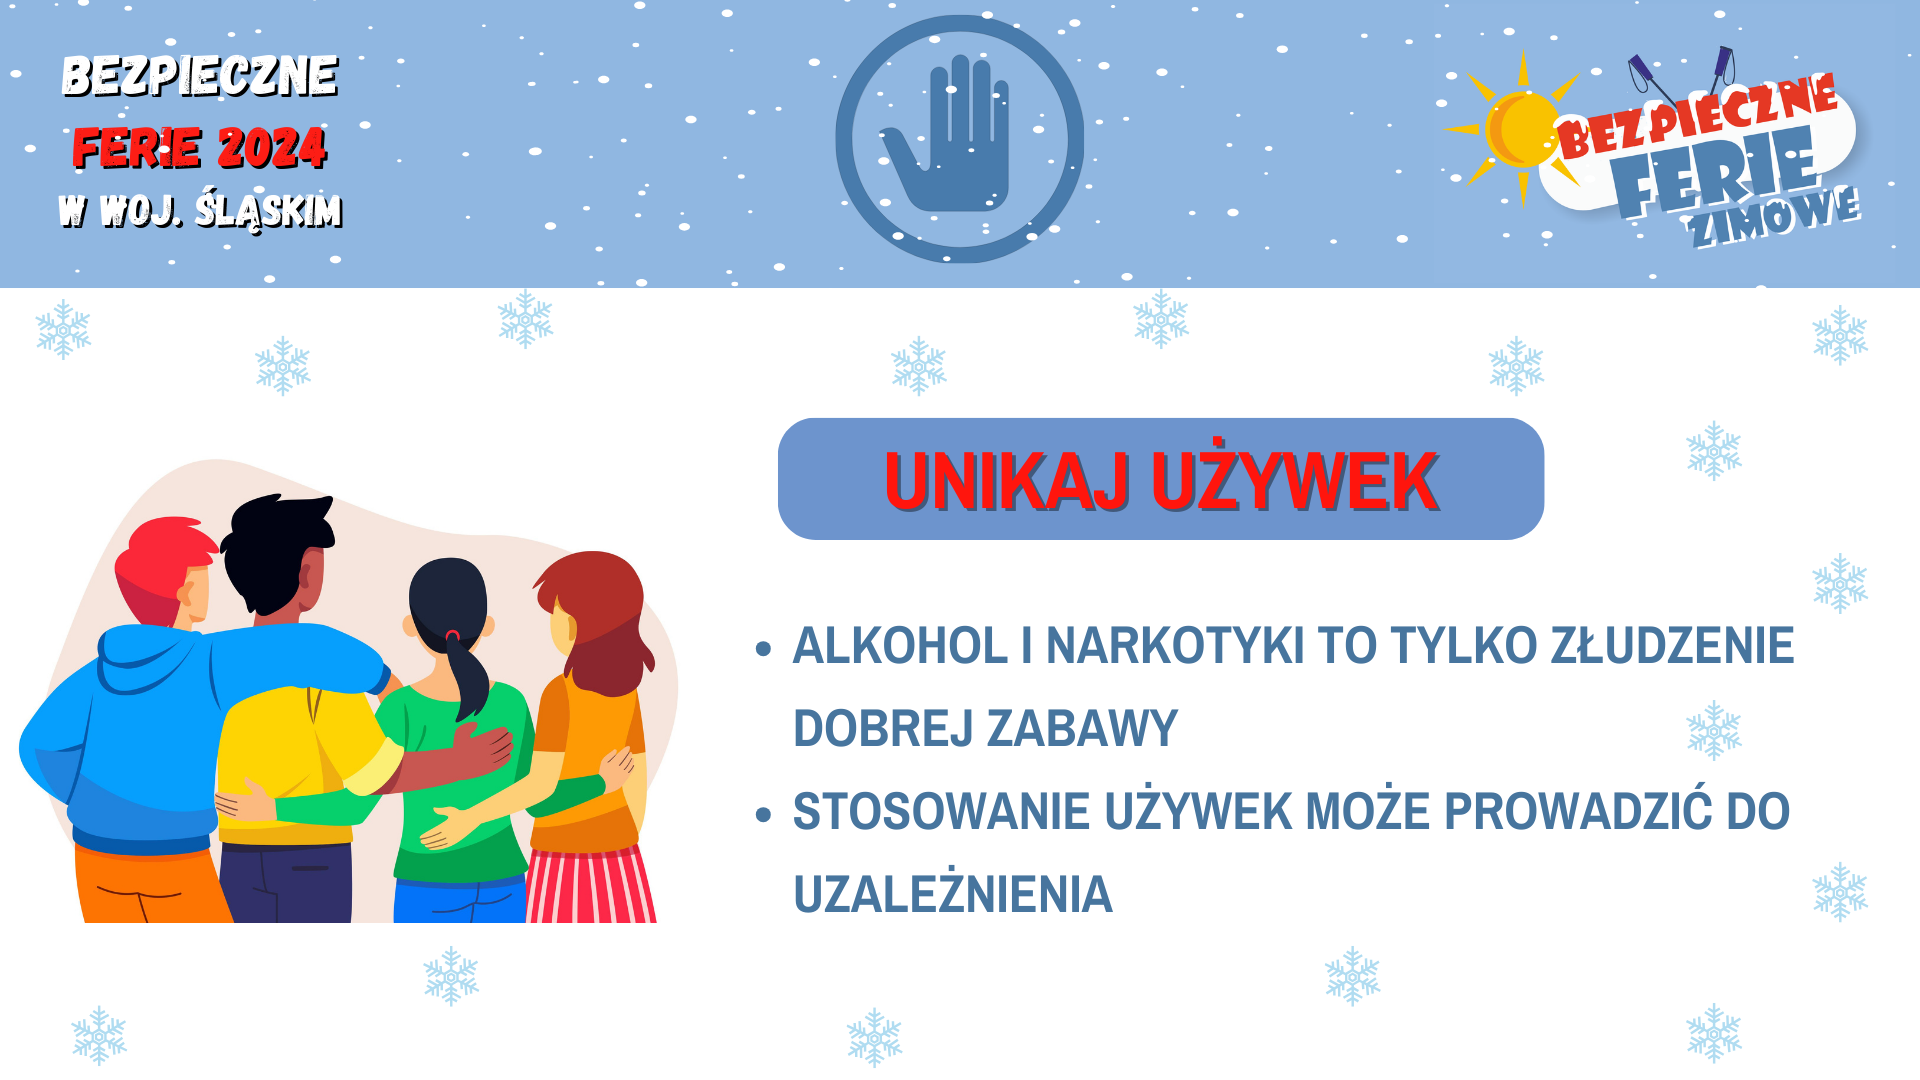 BEZPIECZNE
FERIE 2024
W WOJ. ŚLĄSKIM
BEZPIECZNE
FERIE
ZIMOWE
UNIKAJ UŻYWEK
• ALKOHOL I NARKOTYKI TO TYLKO ZŁUDZENIE
DOBREJ ZABAWY
• STOSOWANIE UŻYWEK MOŻE PROWADZIĆ DO
UZALEŻNIENIA